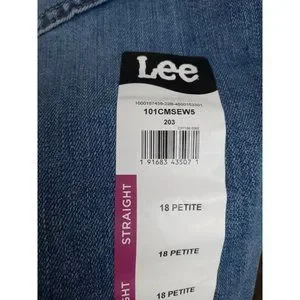 Lee
101CMSEW5
203
1 91683 43507 1
STRAIGHT
18 PETITE
18 PETITE
18 PETITE